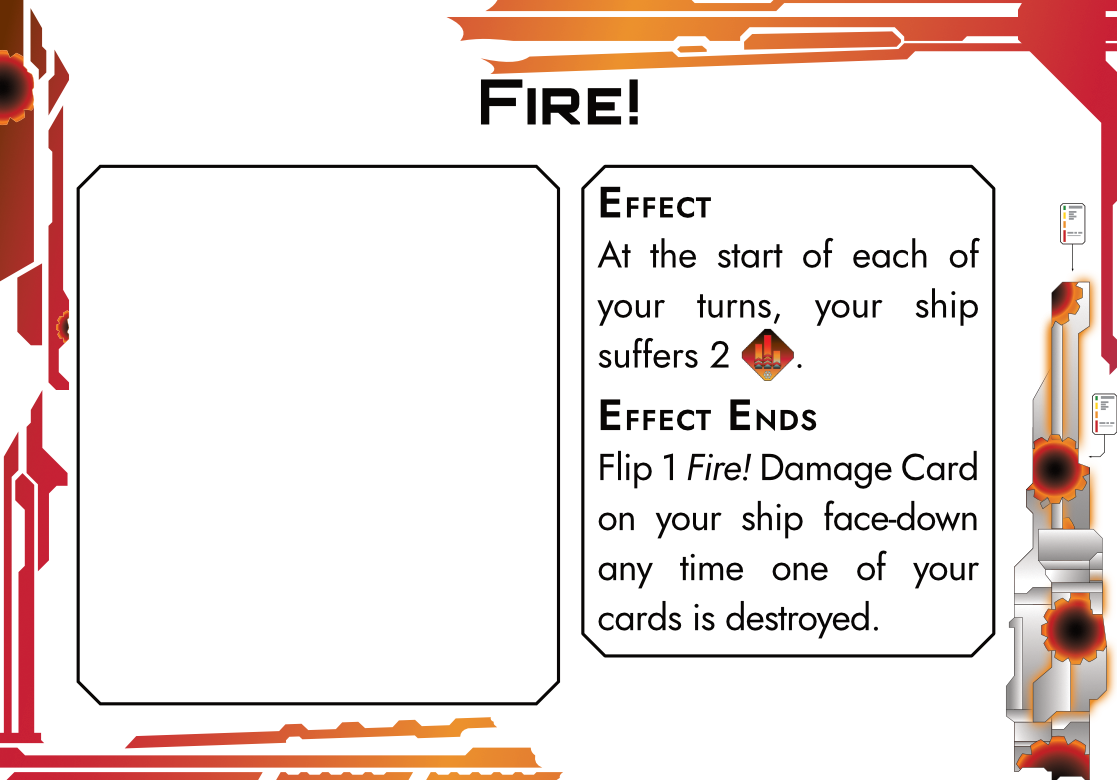 Fire!
Effect
At the start of each of
your turns, your ship
suffers 2 .
Effect Ends
Flip 1 Fire! Damage Card
on your ship face-down
any time one of your
cards is destroyed.